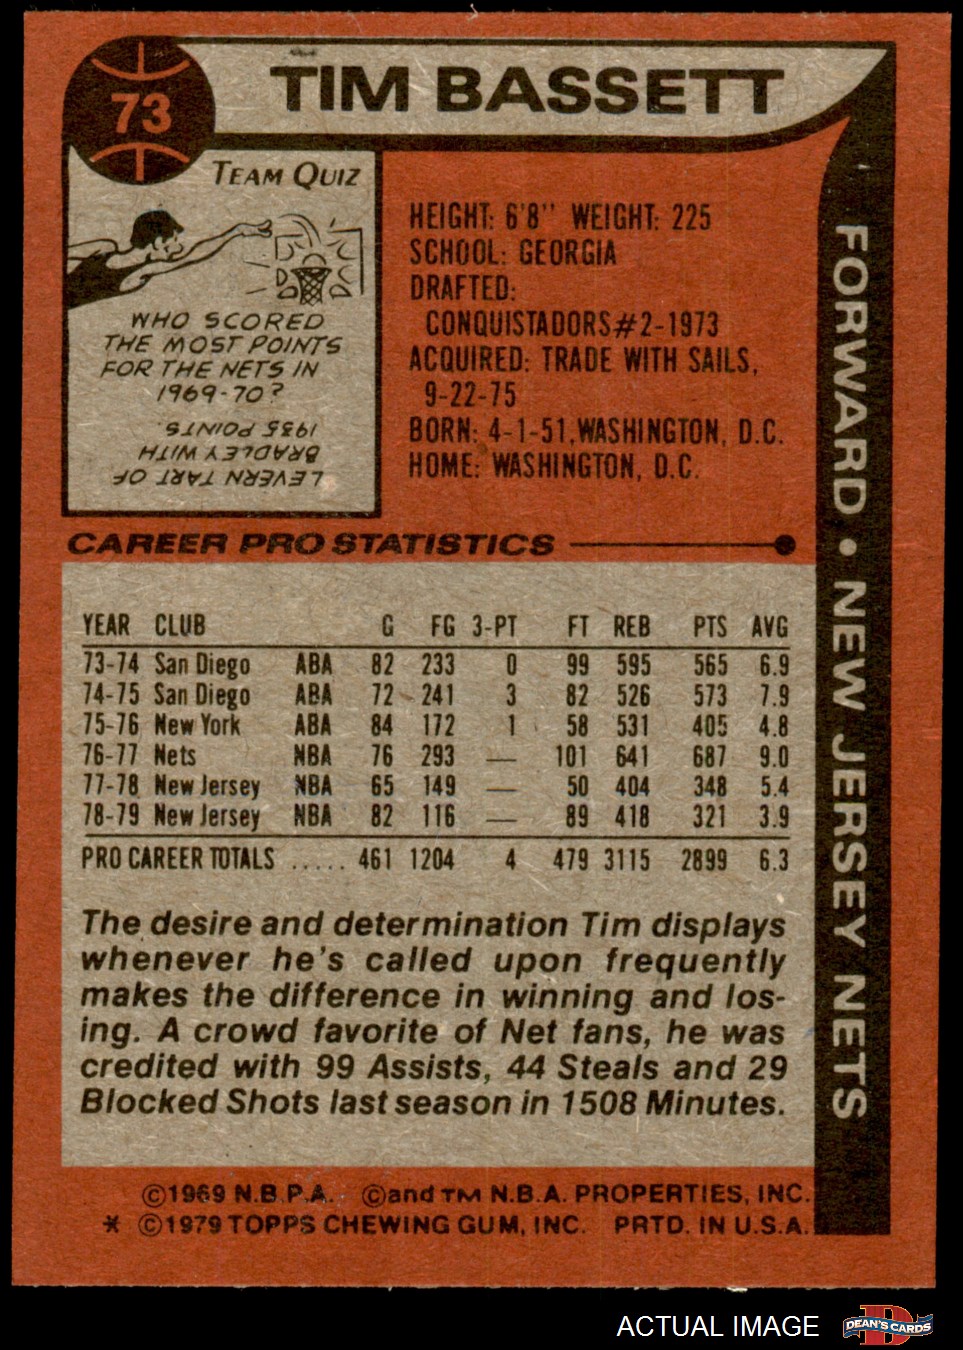 73
TIM BASSETT
TEAM QUIZ
WHO SCORED
THE MOST POINTS
FOR THE NETS IN
1969-70?
LEVERN TART OF
BRADLEY WITH
1935 POINTS.
HEIGHT: 6'8" WEIGHT: 225
SCHOOL: GEORGIA
DRAFTED:
CONQUISTADORS#2-1973
ACQUIRED: TRADE WITH SAILS,
9-22-75
BORN: 4-1-51, WASHINGTON, D.C.
HOME: WASHINGTON, D.C.
FORWARD • NEW JERSEY NETS
CAREER PRO STATISTICS
YEAR CLUB G FG 3-PT FT REB PTS AVG
73-74 San Diego ABA 82 233 0 99 595 565 6.9
74-75 San Diego ABA 72 241 3 82 526 573 7.9
75-76 New York ABA 84 172 1 58 531 405 4.8
76-77 Nets NBA 76 293 — 101 641 687 9.0
77-78 New Jersey NBA 65 149 — 50 404 348 5.4
78-79 New Jersey NBA 82 116 — 89 418 321 3.9
PRO CAREER TOTALS ..... 461 1204 4 479 3115 2899 6.3
The desire and determination Tim displays
whenever he's called upon frequently
makes the difference in winning and los-
ing. A crowd favorite of Net fans, he was
credited with 99 Assists, 44 Steals and 29
Blocked Shots last season in 1508 Minutes.
©1969 N.B.P.A. ©and TM N.B.A. PROPERTIES, INC.
* ©1979 TOPPS CHEWING GUM, INC. PRTD. IN U.S.A.
ACTUAL IMAGE
DEAN'S CARDS